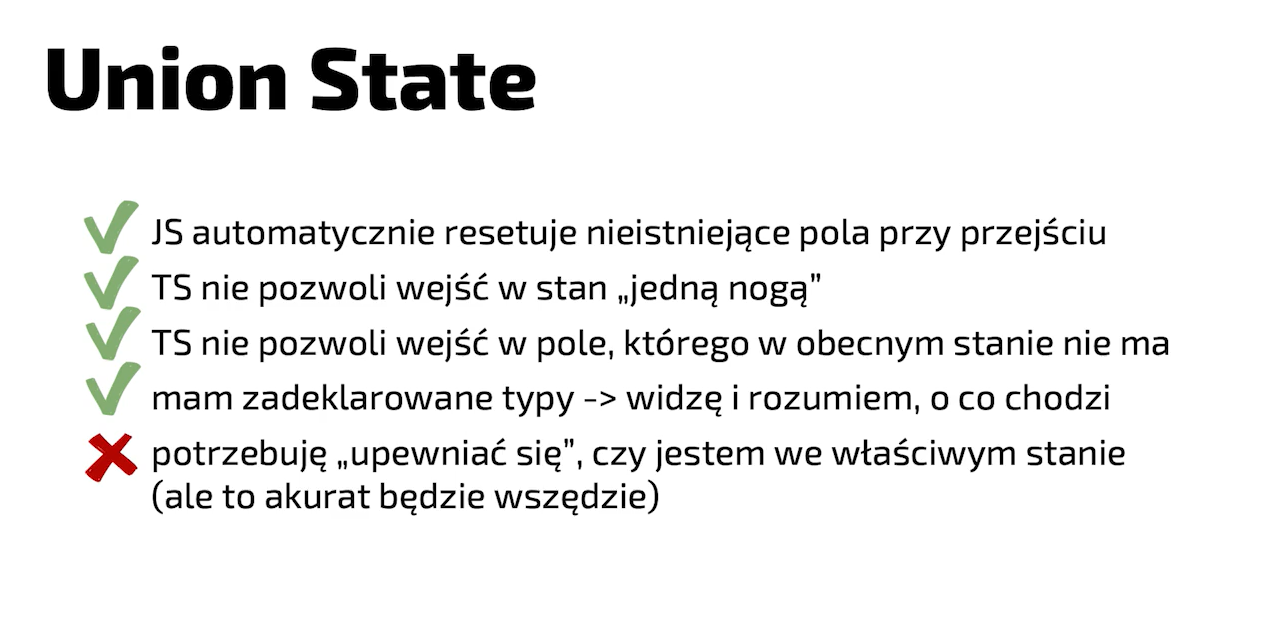 Union State
JS automatycznie resetuje nieistniejące pola przy przejściu
TS nie pozwoli wejść w stan „jedną nogą”
TS nie pozwoli wejść w pole, którego w obecnym stanie nie ma
mam zadeklarowane typy -> widzę i rozumiem, o co chodzi
potrzebuję „upewniać się”, czy jestem we właściwym stanie
(ale to akurat będzie wszędzie)